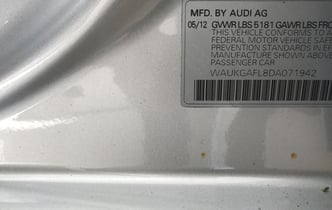 MFD. BY AUDI AG
05/12 GVWR LBS 5181 GAWR LBS FRO
THIS VEHICLE CONFORMS TO A
FEDERAL MOTOR VEHICLE SAFE
PREVENTION STANDARDS IN EF
MANUFACTURE SHOWN ABOVE
PASSENGER CAR
WAUKGAFL8DA071942